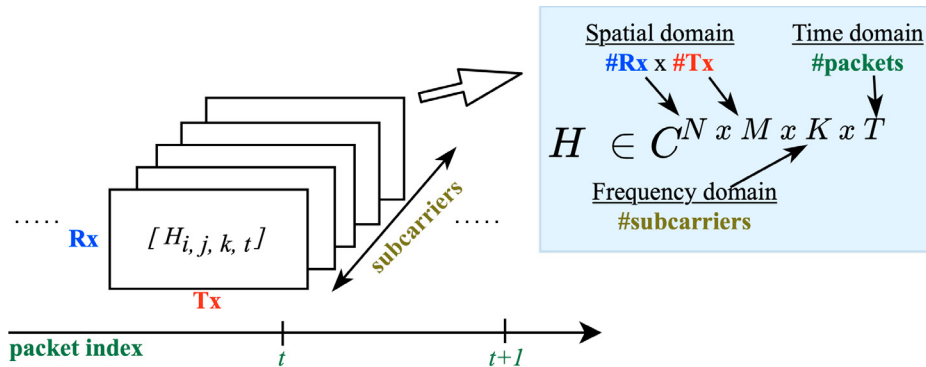 Spatial domain
#Rx x #Tx
Time domain
#packets
H ∈ C^{N x M x K x T}
Frequency domain
#subcarriers
.....
Rx
[ H_{i, j, k, t} ]
Tx
subcarriers
.....
packet index
t
t+1